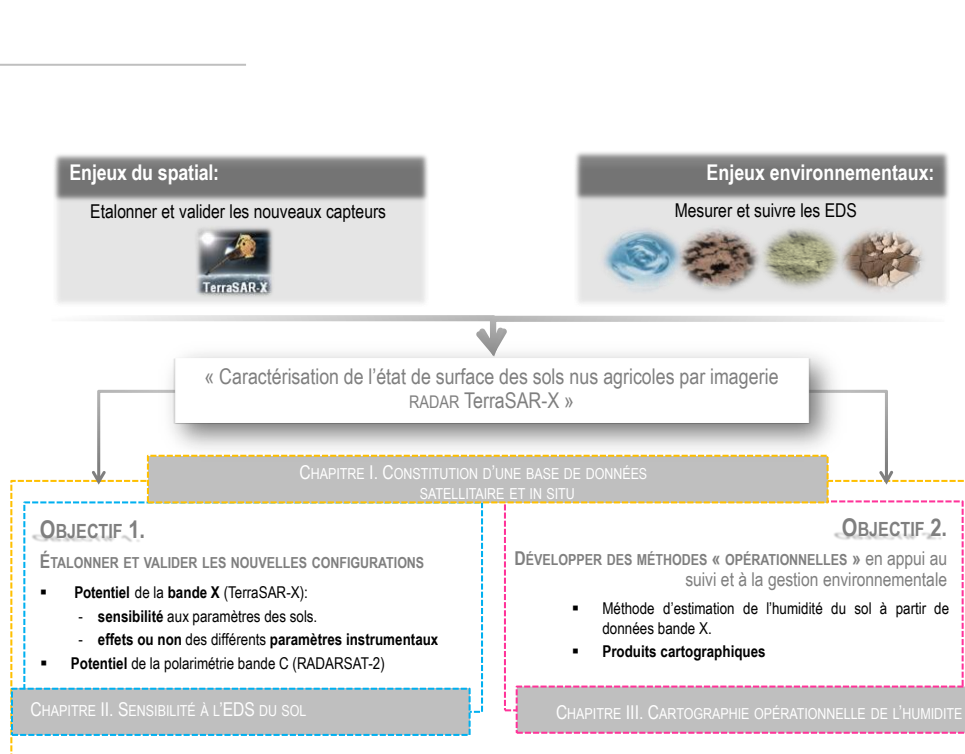 Enjeux du spatial:
Etalonner et valider les nouveaux capteurs
TerraSAR-X
Enjeux environnementaux:
Mesurer et suivre les EDS
« Caractérisation de l'état de surface des sols nus agricoles par imagerie
RADAR TerraSAR-X »
CHAPITRE I. CONSTITUTION D'UNE BASE DE DONNÉES
SATELLITAIRE ET IN SITU
OBJECTIF 1.
ÉTALONNER ET VALIDER LES NOUVELLES CONFIGURATIONS
▪ Potentiel de la bande X (TerraSAR-X):
- sensibilité aux paramètres des sols.
- effets ou non des différents paramètres instrumentaux
▪ Potentiel de la polarimétrie bande C (RADARSAT-2)
CHAPITRE II. SENSIBILITÉ À L'EDS DU SOL
OBJECTIF 2.
DÉVELOPPER DES MÉTHODES « OPÉRATIONNELLES » en appui au
suivi et à la gestion environnementale
▪ Méthode d'estimation de l'humidité du sol à partir de
données bande X.
▪ Produits cartographiques
CHAPITRE III. CARTOGRAPHIE OPÉRATIONNELLE DE L'HUMIDITE